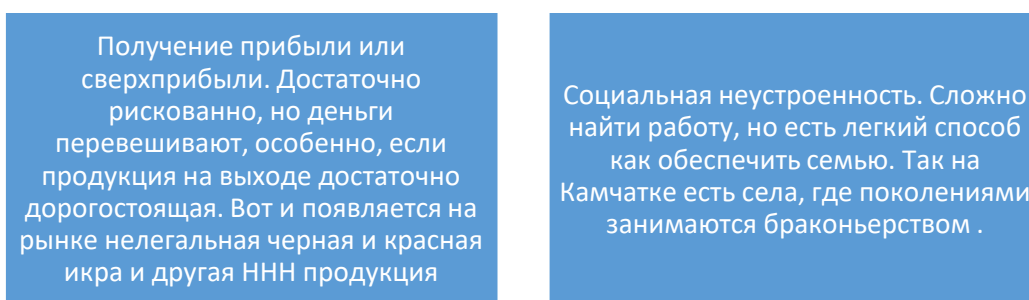 Получение прибыли или
сверхприбыли. Достаточно
рискованно, но деньги
перевешивают, особенно, если
продукция на выходе достаточно
дорогостоящая. Вот и появляется на
рынке нелегальная черная и красная
икра и другая ННН продукция
Социальная неустроенность. Сложно
найти работу, но есть легкий способ
как обеспечить семью. Так на
Камчатке есть села, где поколениями
занимаются браконьерством .